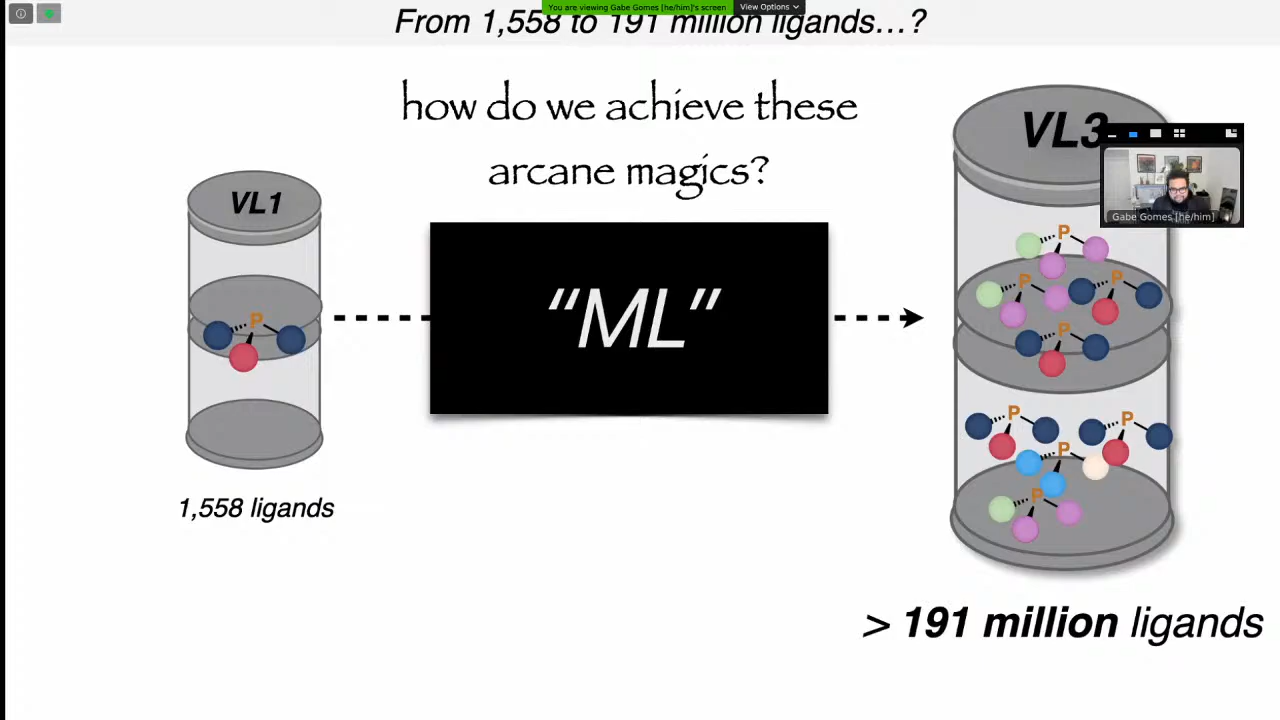 You are viewing Gabe Gomes [he/him]'s screen
View Options
From 1,558 to 191 million ligands…?
how do we achieve these
arcane magics?
VL1
VL3
Gabe Gomes [he/him]
P
P
P
P
"ML"
P
P
P
P
P
1,558 ligands
> 191 million ligands